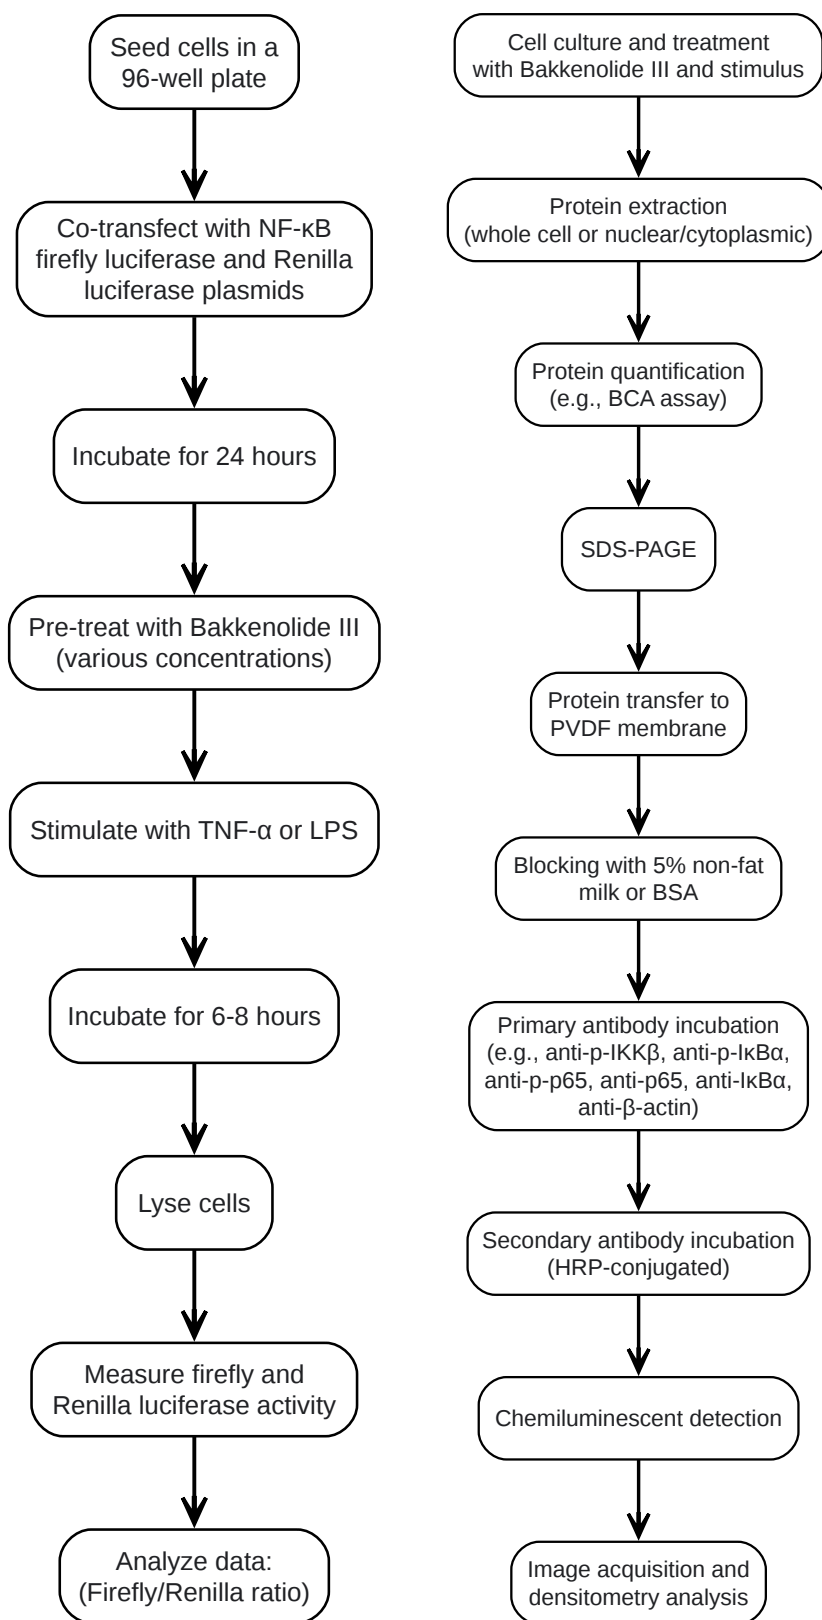 Seed cells in a
96-well plate
Co-transfect with NF-κB
firefly luciferase and Renilla
luciferase plasmids
Incubate for 24 hours
Pre-treat with Bakkenolide III
(various concentrations)
Stimulate with TNF-α or LPS
Incubate for 6-8 hours
Lyse cells
Measure firefly and
Renilla luciferase activity
Analyze data:
(Firefly/Renilla ratio)
Cell culture and treatment
with Bakkenolide III and stimulus
Protein extraction
(whole cell or nuclear/cytoplasmic)
Protein quantification
(e.g., BCA assay)
SDS-PAGE
Protein transfer to
PVDF membrane
Blocking with 5% non-fat
milk or BSA
Primary antibody incubation
(e.g., anti-p-IKKβ, anti-p-IκBα,
anti-p-p65, anti-p65, anti-IκBα,
anti-β-actin)
Secondary antibody incubation
(HRP-conjugated)
Chemiluminescent detection
Image acquisition and
densitometry analysis